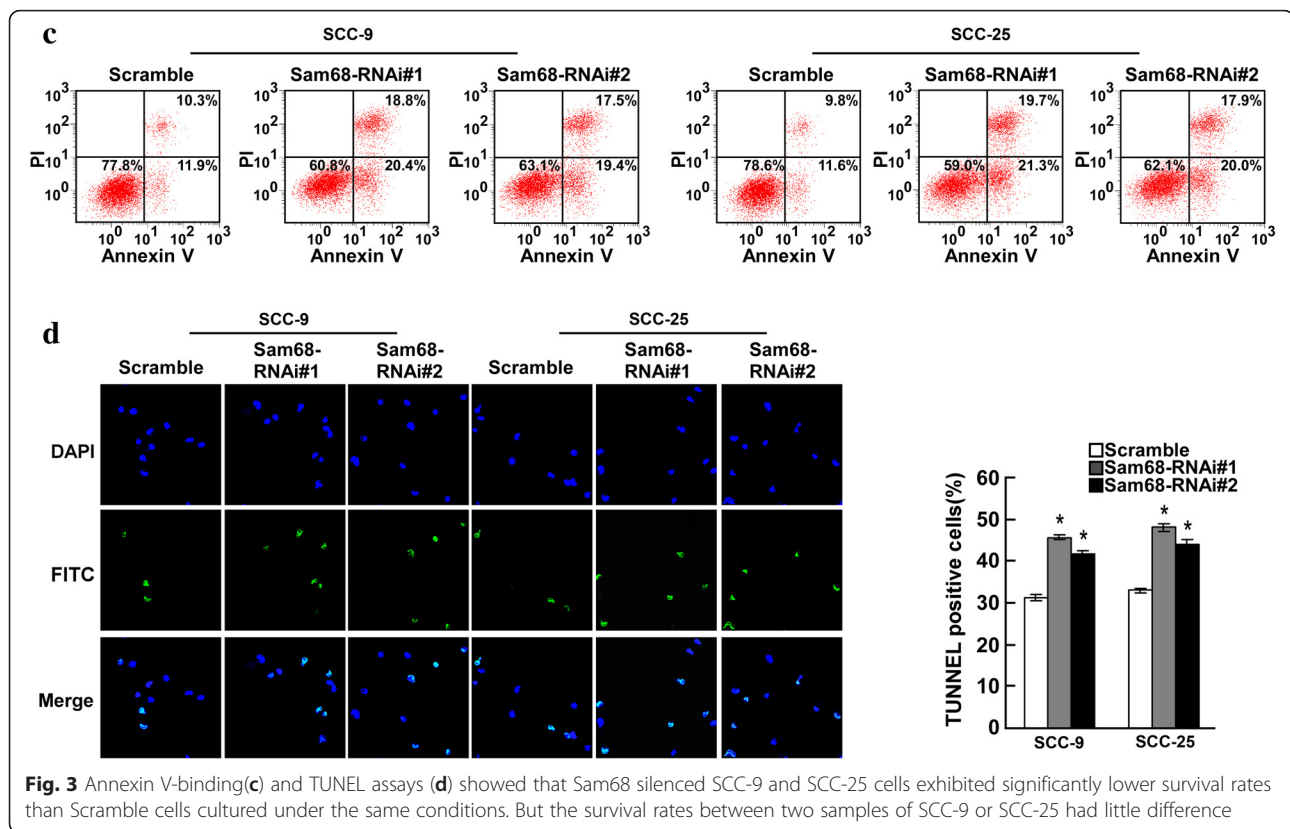 c
SCC-9
SCC-25
Scramble
Sam68-RNAi#1
Sam68-RNAi#2
Scramble
Sam68-RNAi#1
Sam68-RNAi#2
PI
10³
10²
10¹
10⁰
10.3%
77.8%
11.9%
10⁰ 10¹ 10² 10³
Annexin V
10³
10²
10¹
10⁰
18.8%
60.8%
20.4%
10⁰ 10¹ 10² 10³
Annexin V
10³
10²
10¹
10⁰
17.5%
63.1%
19.4%
10⁰ 10¹ 10² 10³
Annexin V
PI
10³
10²
10¹
10⁰
9.8%
78.6%
11.6%
10⁰ 10¹ 10² 10³
Annexin V
PI
10³
10²
10¹
10⁰
19.7%
59.0%
21.3%
10⁰ 10¹ 10² 10³
Annexin V
PI
10³
10²
10¹
10⁰
17.9%
62.1%
20.0%
10⁰ 10¹ 10² 10³
Annexin V
d
SCC-9
SCC-25
Scramble
Sam68-
RNAi#1
Sam68-
RNAi#2
Scramble
Sam68-
RNAi#1
Sam68-
RNAi#2
DAPI
FITC
Merge
Scramble
Sam68-RNAi#1
Sam68-RNAi#2
TUNNEL positive cells(%)
60
50
40
30
20
10
0
* * * *
SCC-9 SCC-25
Fig. 3 Annexin V-binding(c) and TUNEL assays (d) showed that Sam68 silenced SCC-9 and SCC-25 cells exhibited significantly lower survival rates
than Scramble cells cultured under the same conditions. But the survival rates between two samples of SCC-9 or SCC-25 had little difference